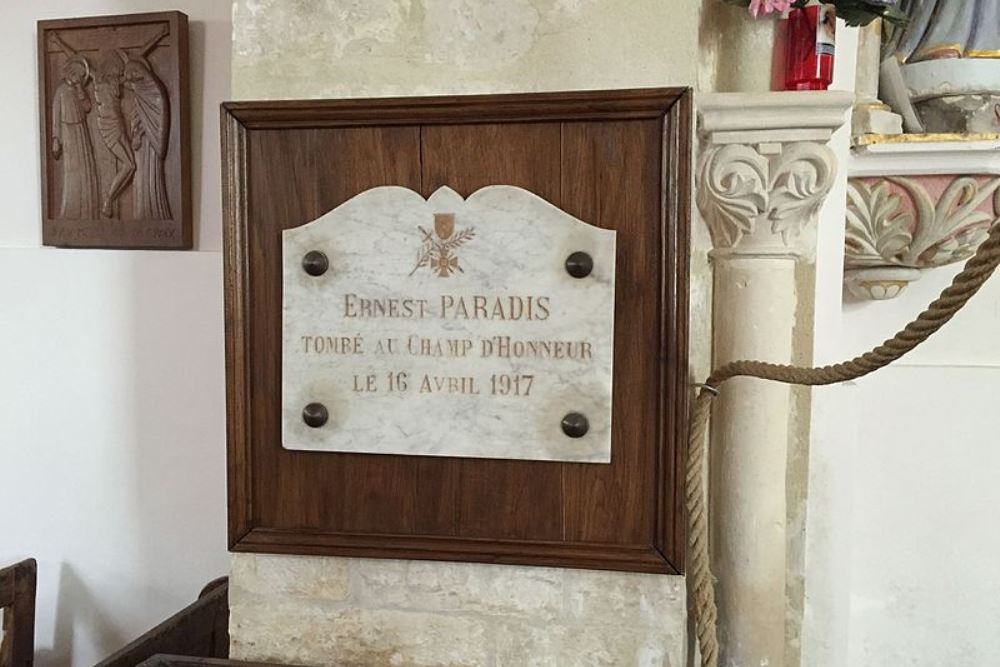 ERNEST PARADIS
TOMBÉ AU CHAMP D'HONNEUR
LE 16 AVRIL 1917